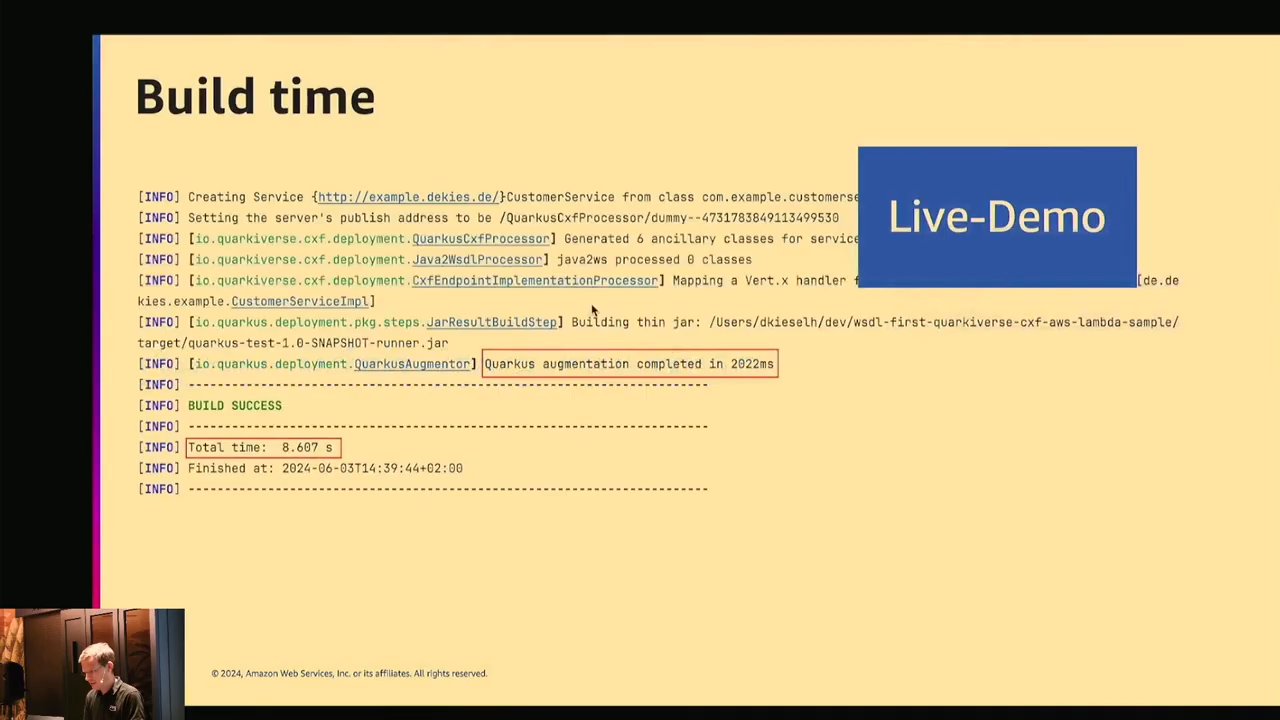 Build time
[INFO] Creating Service {http://example.dekies.de/}CustomerService from class com.example.customerse
Live-Demo
[INFO] Setting the server's publish address to be /QuarkusCxfProcessor/dummy--4731783849113499530
[INFO] [io.quarkiverse.cxf.deployment.QuarkusCxfProcessor] Generated 6 ancillary classes for service
[INFO] [io.quarkiverse.cxf.deployment.Java2WsdlProcessor] java2ws processed 0 classes
[INFO] [io.quarkiverse.cxf.deployment.CxfEndpointImplementationProcessor] Mapping a Vert.x handler f [de.de
kies.example.CustomerServiceImpl]
[INFO] [io.quarkus.deployment.pkg.steps.JarResultBuildStep] Building thin jar: /Users/dkieselh/dev/wsdl-first-quarkiverse-cxf-aws-lambda-sample/
target/quarkus-test-1.0-SNAPSHOT-runner.jar
[INFO] [io.quarkus.deployment.QuarkusAugmentor] Quarkus augmentation completed in 2022ms
[INFO] ------------------------------------------------------------------------
[INFO] BUILD SUCCESS
[INFO] ------------------------------------------------------------------------
[INFO] Total time:  8.607 s
[INFO] Finished at: 2024-06-03T14:39:44+02:00
[INFO] ------------------------------------------------------------------------
© 2024, Amazon Web Services, Inc. or its affiliates. All rights reserved.